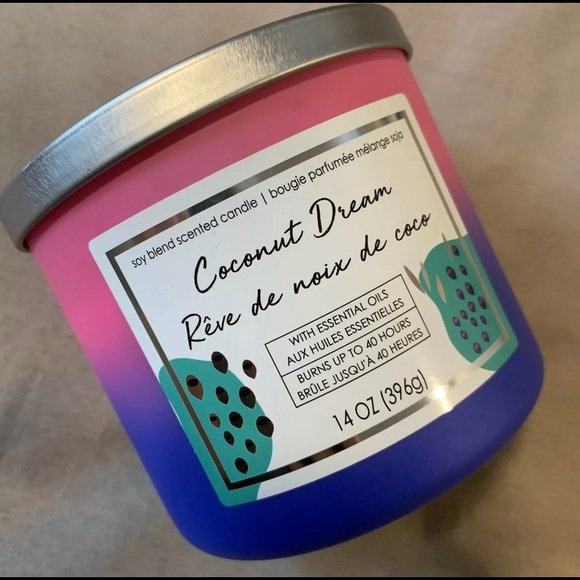 soy blend scented candle | bougie parfumée mélange soja
Coconut Dream
Rêve de noix de coco
WITH ESSENTIAL OILS
AUX HUILES ESSENTIELLES
BURNS UP TO 40 HOURS
BRÛLE JUSQU'À 40 HEURES
14 OZ (396g)